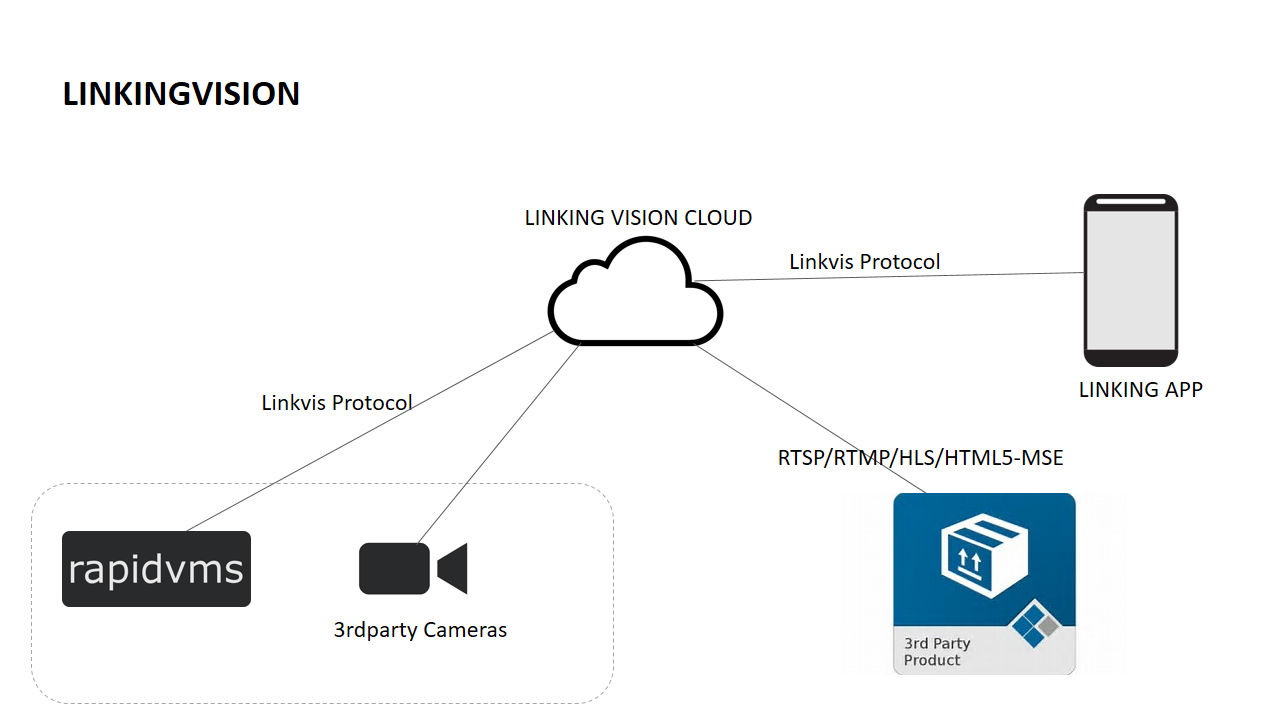 LINKINGVISION
LINKING VISION CLOUD
Linkvis Protocol
LINKING APP
Linkvis Protocol
RTSP/RTMP/HLS/HTML5-MSE
rapidvms
3rdparty Cameras
3rd Party
Product